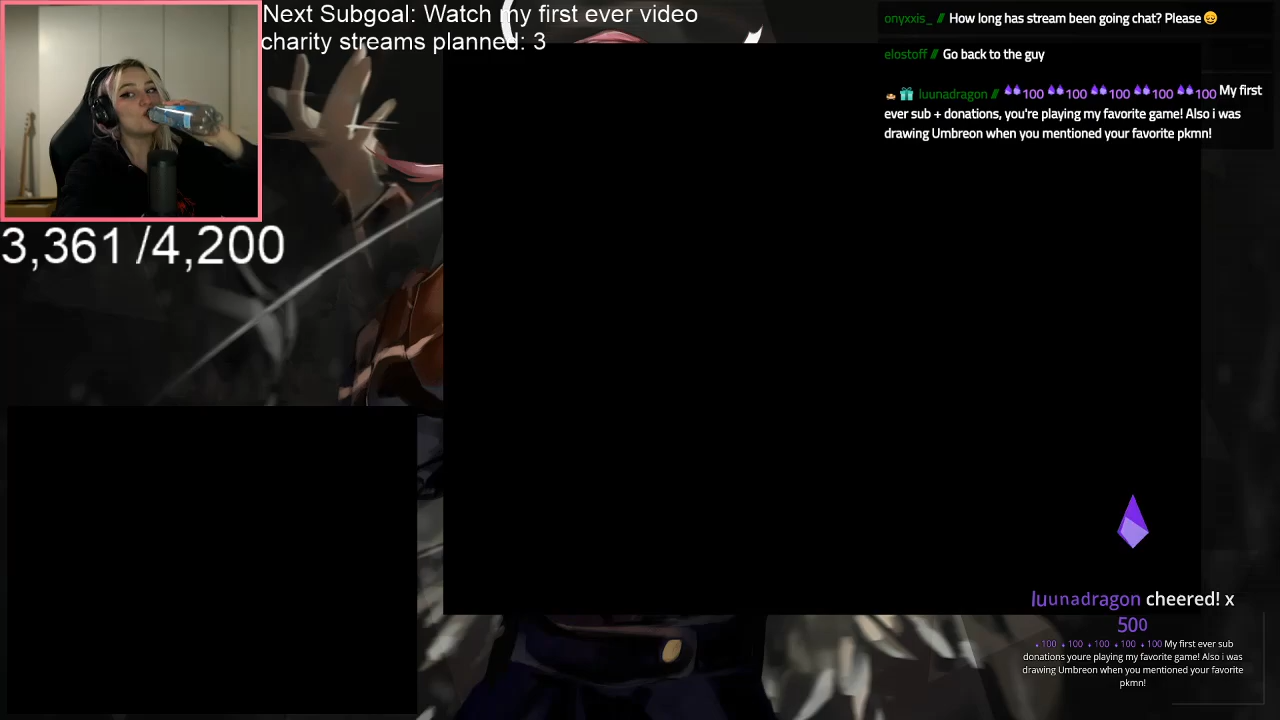 Next Subgoal: Watch my first ever video
charity streams planned: 3
3,361 /4,200
onyxxis_ // How long has stream been going chat? Please
elostoff // Go back to the guy
luunadragon // 100 100 100 100 100 My first
ever sub + donations, you're playing my favorite game! Also i was
drawing Umbreon when you mentioned your favorite pkmn!
luunadragon cheered! x
500
100 100 100 100 100 My first ever sub
donations youre playing my favorite game! Also i was
drawing Umbreon when you mentioned your favorite
pkmn!